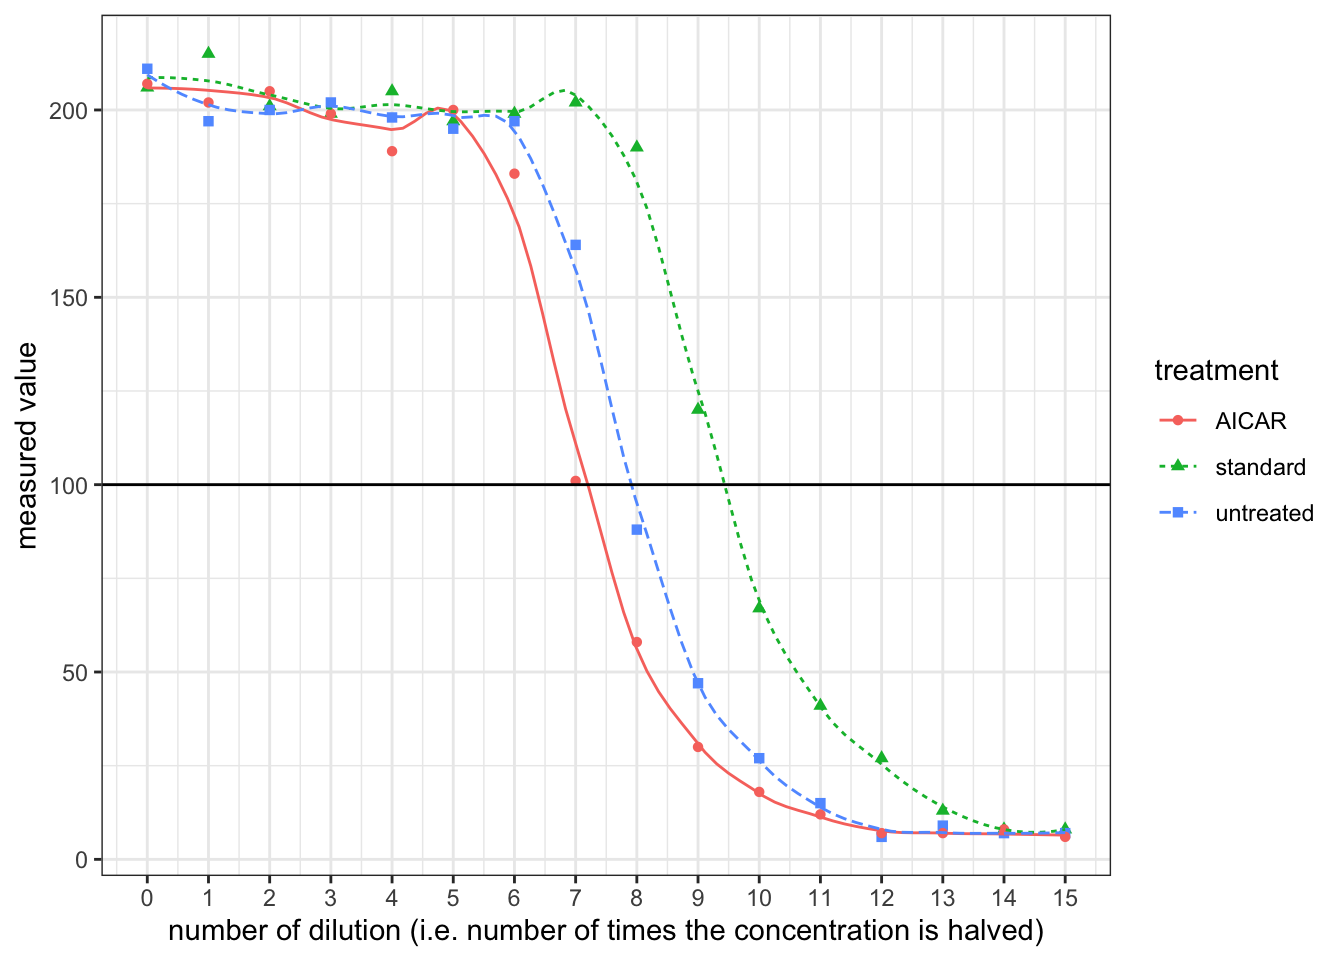 measured value
200
150
100
50
0
0 1 2 3 4 5 6 7 8 9 10 11 12 13 14 15
number of dilution (i.e. number of times the concentration is halved)
treatment
AICAR
standard
untreated